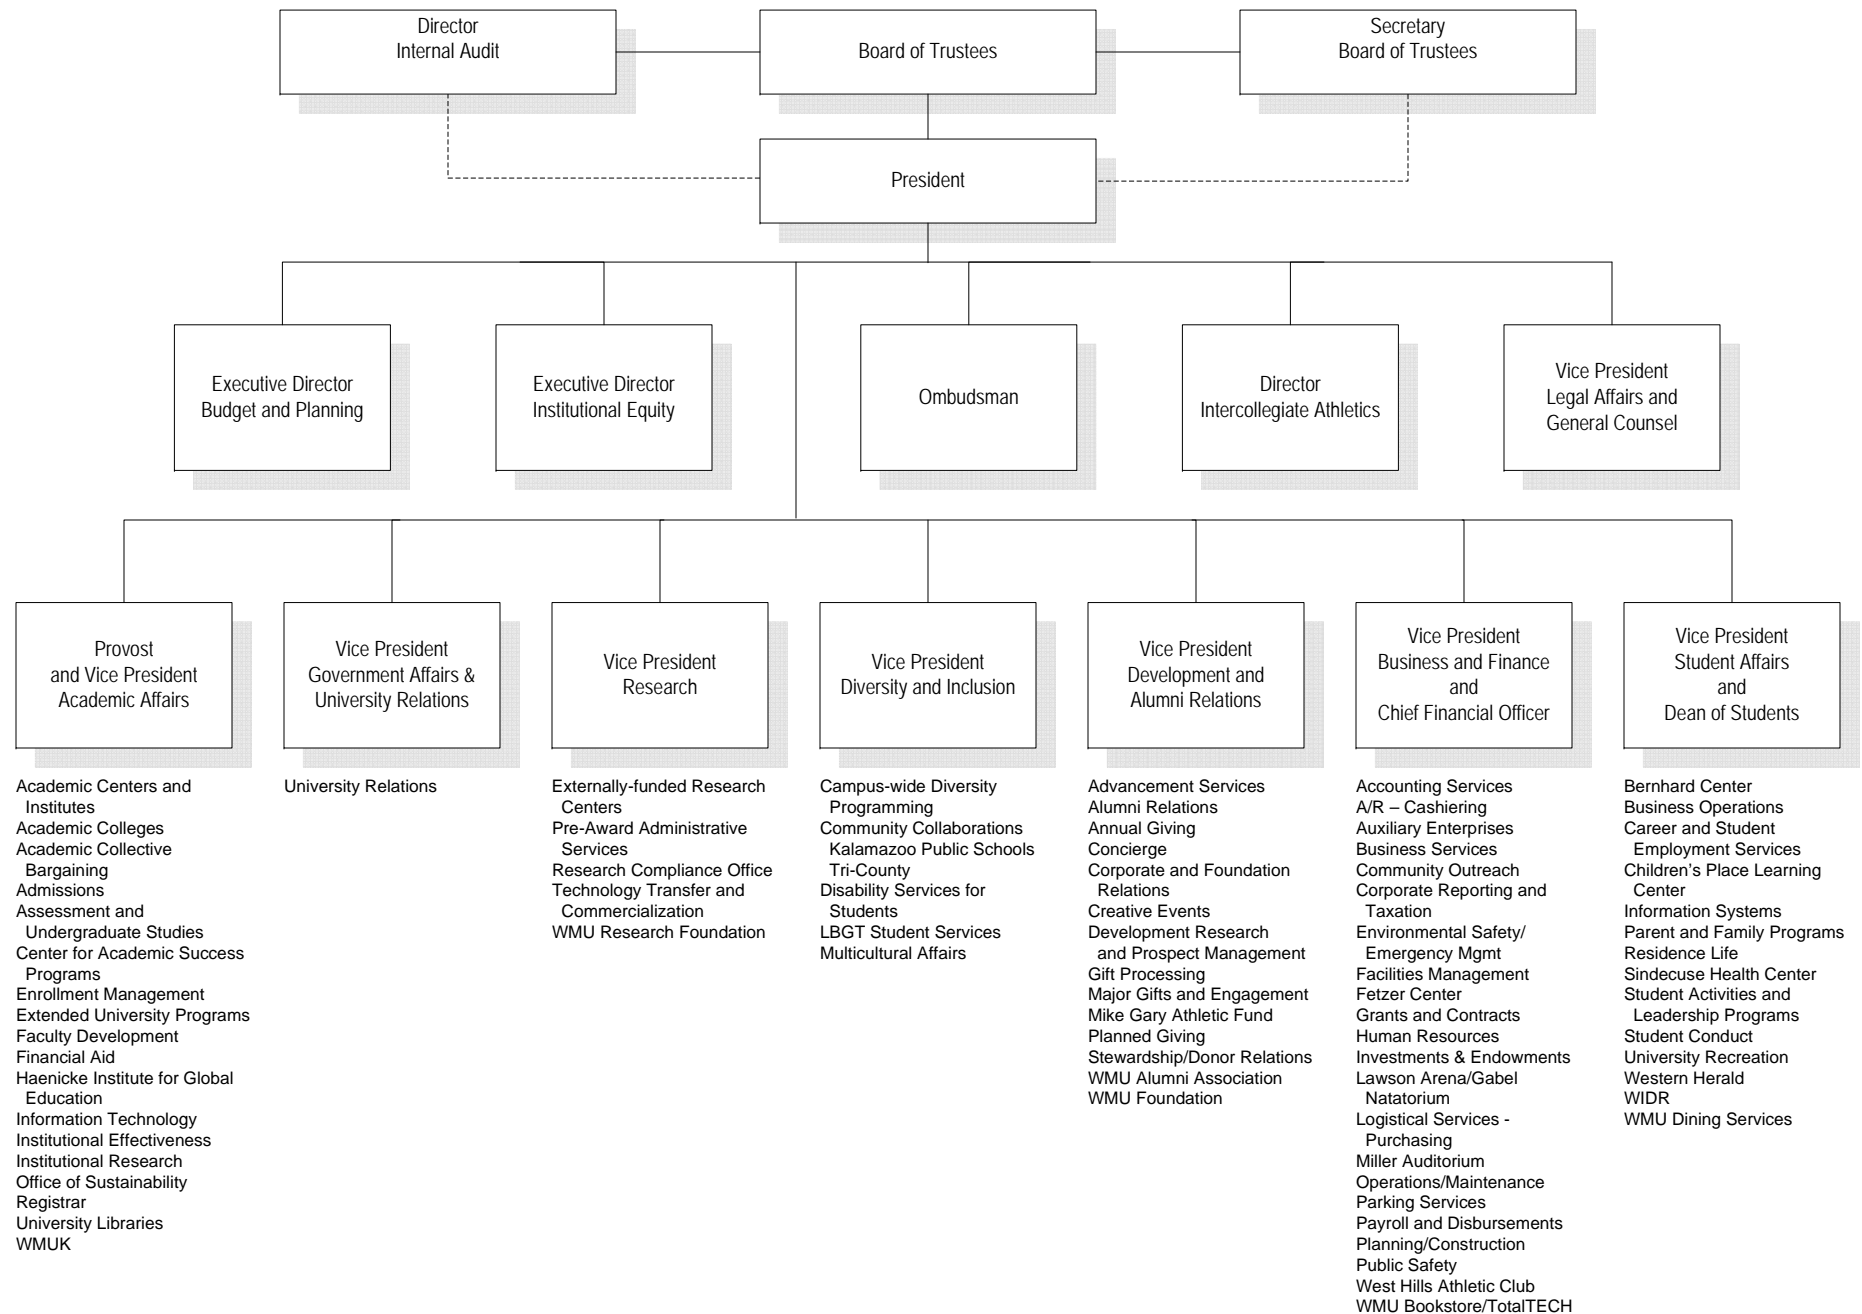 Director
Internal Audit
Board of Trustees
Secretary
Board of Trustees
President
Executive Director
Budget and Planning
Executive Director
Institutional Equity
Ombudsman
Director
Intercollegiate Athletics
Vice President
Legal Affairs and
General Counsel
Provost
and Vice President
Academic Affairs
Academic Centers and
Institutes
Academic Colleges
Academic Collective
Bargaining
Admissions
Assessment and
Undergraduate Studies
Center for Academic Success
Programs
Enrollment Management
Extended University Programs
Faculty Development
Financial Aid
Haenicke Institute for Global
Education
Information Technology
Institutional Effectiveness
Institutional Research
Office of Sustainability
Registrar
University Libraries
WMUK
Vice President
Government Affairs &
University Relations
University Relations
Vice President
Research
Externally-funded Research
Centers
Pre-Award Administrative
Services
Research Compliance Office
Technology Transfer and
Commercialization
WMU Research Foundation
Vice President
Diversity and Inclusion
Campus-wide Diversity
Programming
Community Collaborations
Kalamazoo Public Schools
Tri-County
Disability Services for
Students
LBGT Student Services
Multicultural Affairs
Vice President
Development and
Alumni Relations
Advancement Services
Alumni Relations
Annual Giving
Concierge
Corporate and Foundation
Relations
Creative Events
Development Research
and Prospect Management
Gift Processing
Major Gifts and Engagement
Mike Gary Athletic Fund
Planned Giving
Stewardship/Donor Relations
WMU Alumni Association
WMU Foundation
Vice President
Business and Finance
and
Chief Financial Officer
Accounting Services
A/R – Cashiering
Auxiliary Enterprises
Business Services
Community Outreach
Corporate Reporting and
Taxation
Environmental Safety/
Emergency Mgmt
Facilities Management
Fetzer Center
Grants and Contracts
Human Resources
Investments & Endowments
Lawson Arena/Gabel
Natatorium
Logistical Services -
Purchasing
Miller Auditorium
Operations/Maintenance
Parking Services
Payroll and Disbursements
Planning/Construction
Public Safety
West Hills Athletic Club
WMU Bookstore/TotalTECH
Vice President
Student Affairs
and
Dean of Students
Bernhard Center
Business Operations
Career and Student
Employment Services
Children's Place Learning
Center
Information Systems
Parent and Family Programs
Residence Life
Sindecuse Health Center
Student Activities and
Leadership Programs
Student Conduct
University Recreation
Western Herald
WIDR
WMU Dining Services